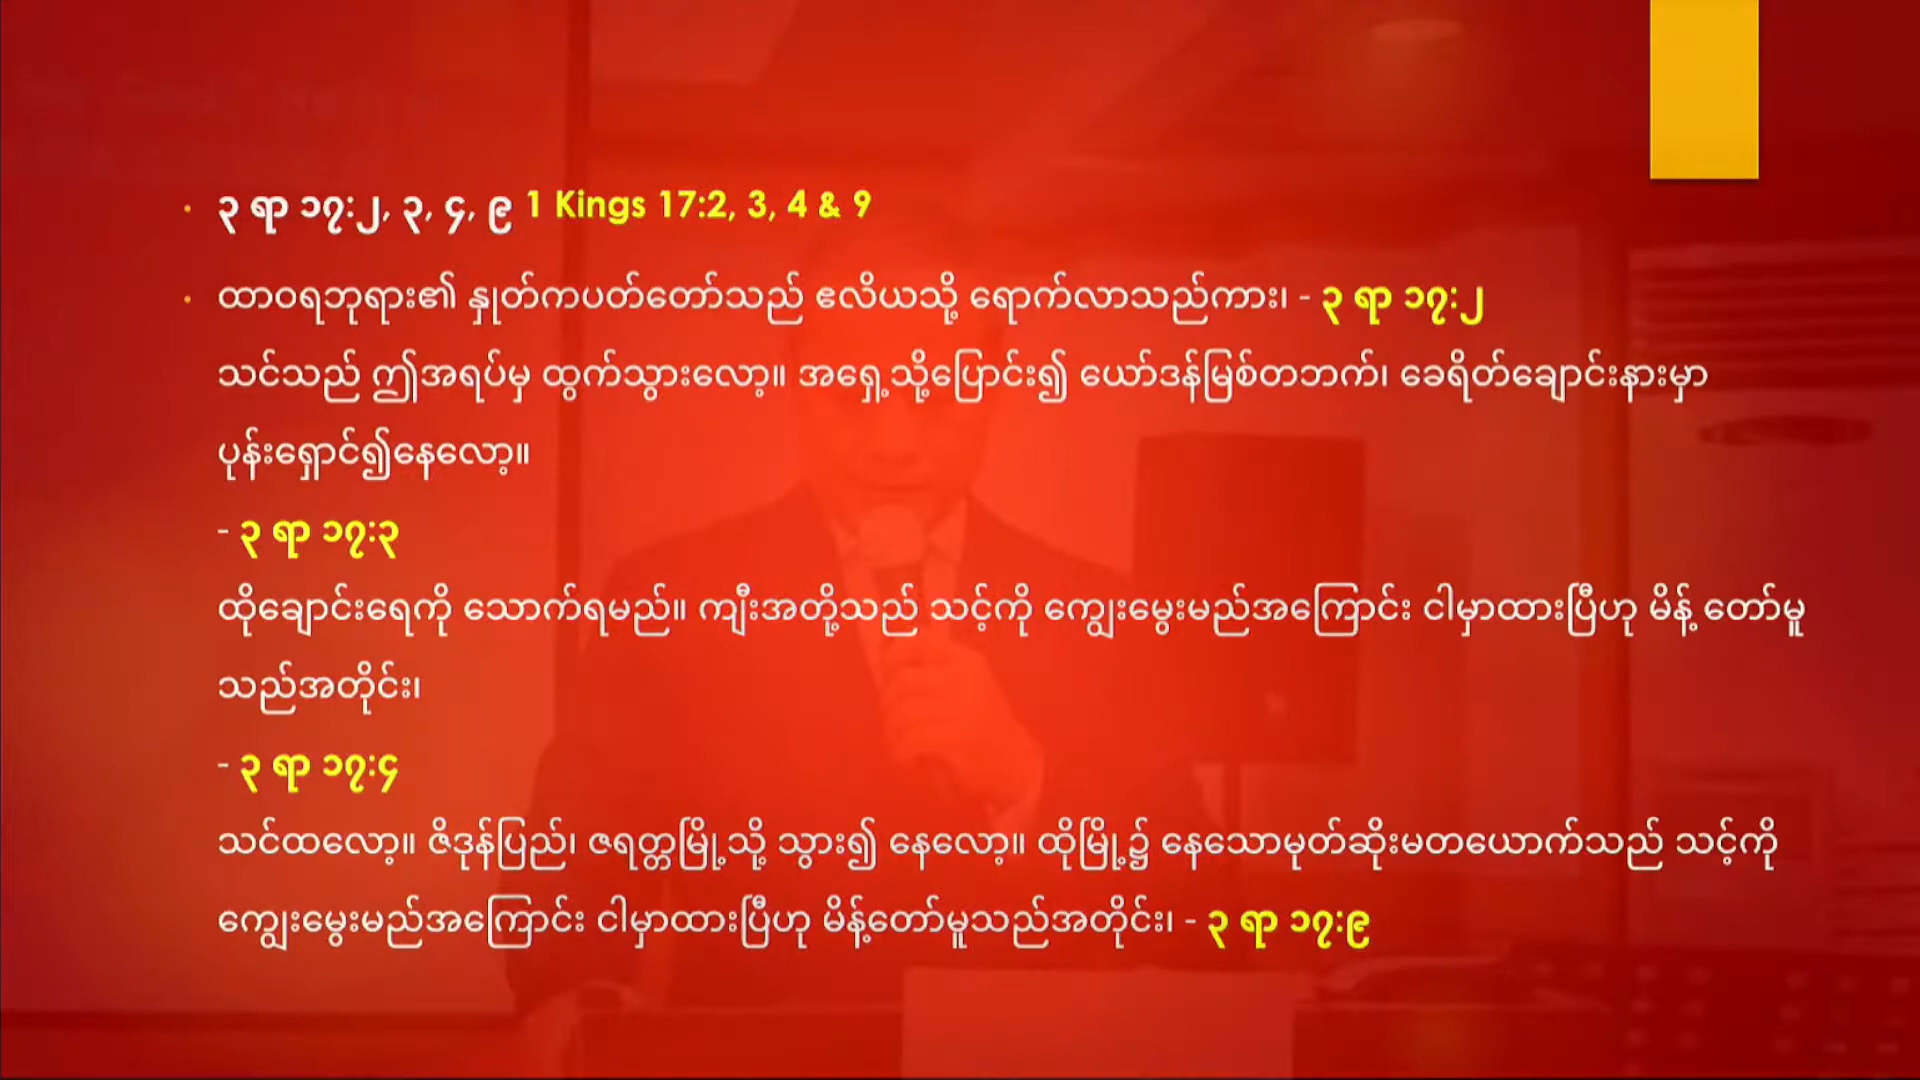 • ၃ ရာ ၁၇:၂, ၃, ၄, ၉ 1 Kings 17:2, 3, 4 & 9
• ထာဝရဘုရား၏ နှုတ်ကပတ်တော်သည် ဧလိယသို့ ရောက်လာသည်ကား၊ - ၃ ရာ ၁၇:၂
သင်သည် ဤအရပ်မှ ထွက်သွားလော့။ အရှေ့သို့ပြောင်း၍ ယော်ဒန်မြစ်တဘက်၊ ခေရိတ်ချောင်းနားမှာ
ပုန်းရှောင်၍နေလော့။
- ၃ ရာ ၁၇:၃
ထိုချောင်းရေကို သောက်ရမည်။ ကျီးအတို့သည် သင့်ကို ကျွေးမွေးမည်အကြောင်း ငါမှာထားပြီဟု မိန့် တော်မူ
သည်အတိုင်း၊
- ၃ ရာ ၁၇:၄
သင်ထလော့။ ဇိဒုန်ပြည်၊ ဇရတ္တမြို့သို့ သွား၍ နေလော့။ ထိုမြို့၌ နေသောမုတ်ဆိုးမတယောက်သည် သင့်ကို
ကျွေးမွေးမည်အကြောင်း ငါမှာထားပြီဟု မိန့်တော်မူသည်အတိုင်း၊ - ၃ ရာ ၁၇:၉